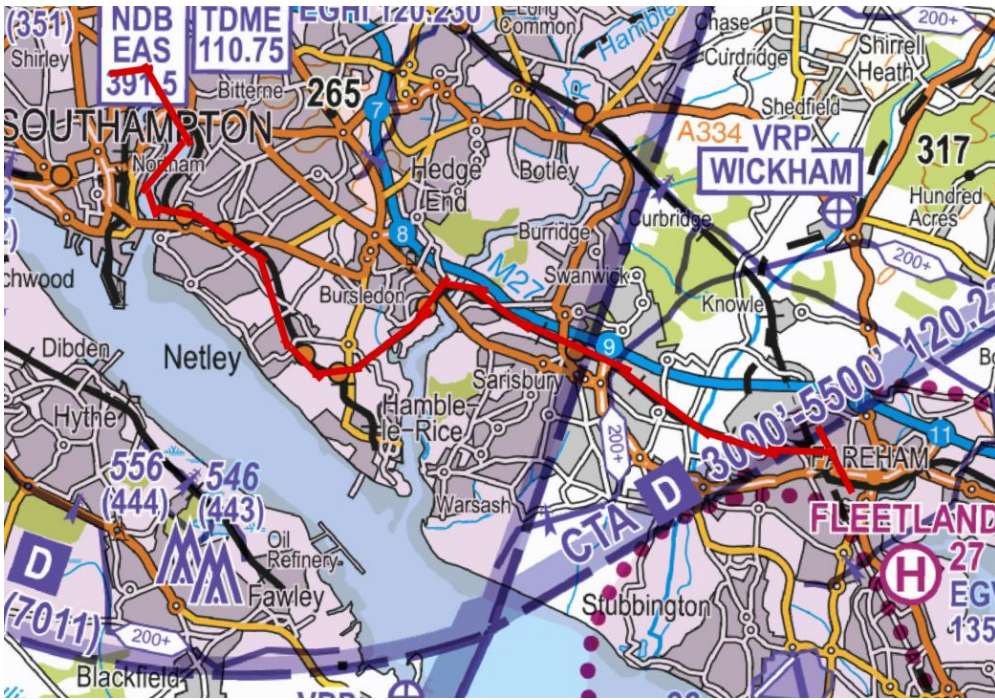 (351)
NDB
EAS
391.5
TDME
110.75
EGHI 120.230
Long
Common
Hamble
Chase
Curdridge
200+
Shirrell
Heath
Shirley
Bitterne
265
7
Shedfield
A334
VRP
WICKHAM
317
SOUTHAMPTON
Northam
Hedge
End
Botley
Hundred
Acres
Curbridge
8
Burridge
200+
M27
Swanwick
chwood
Bursledon
Knowle
Dibden
Netley
9
Sarisbury
Hythe
Hamble
-le-Rice
200+
CTA D 3000'-5500' 120.2
11
FAREHAM
556
(444)
546
(443)
Warsash
FLEETLAND
H
27
EG
135
Oil
Refinery
Fawley
D
(7011)
Stubbington
200+
Blackfield
VRP